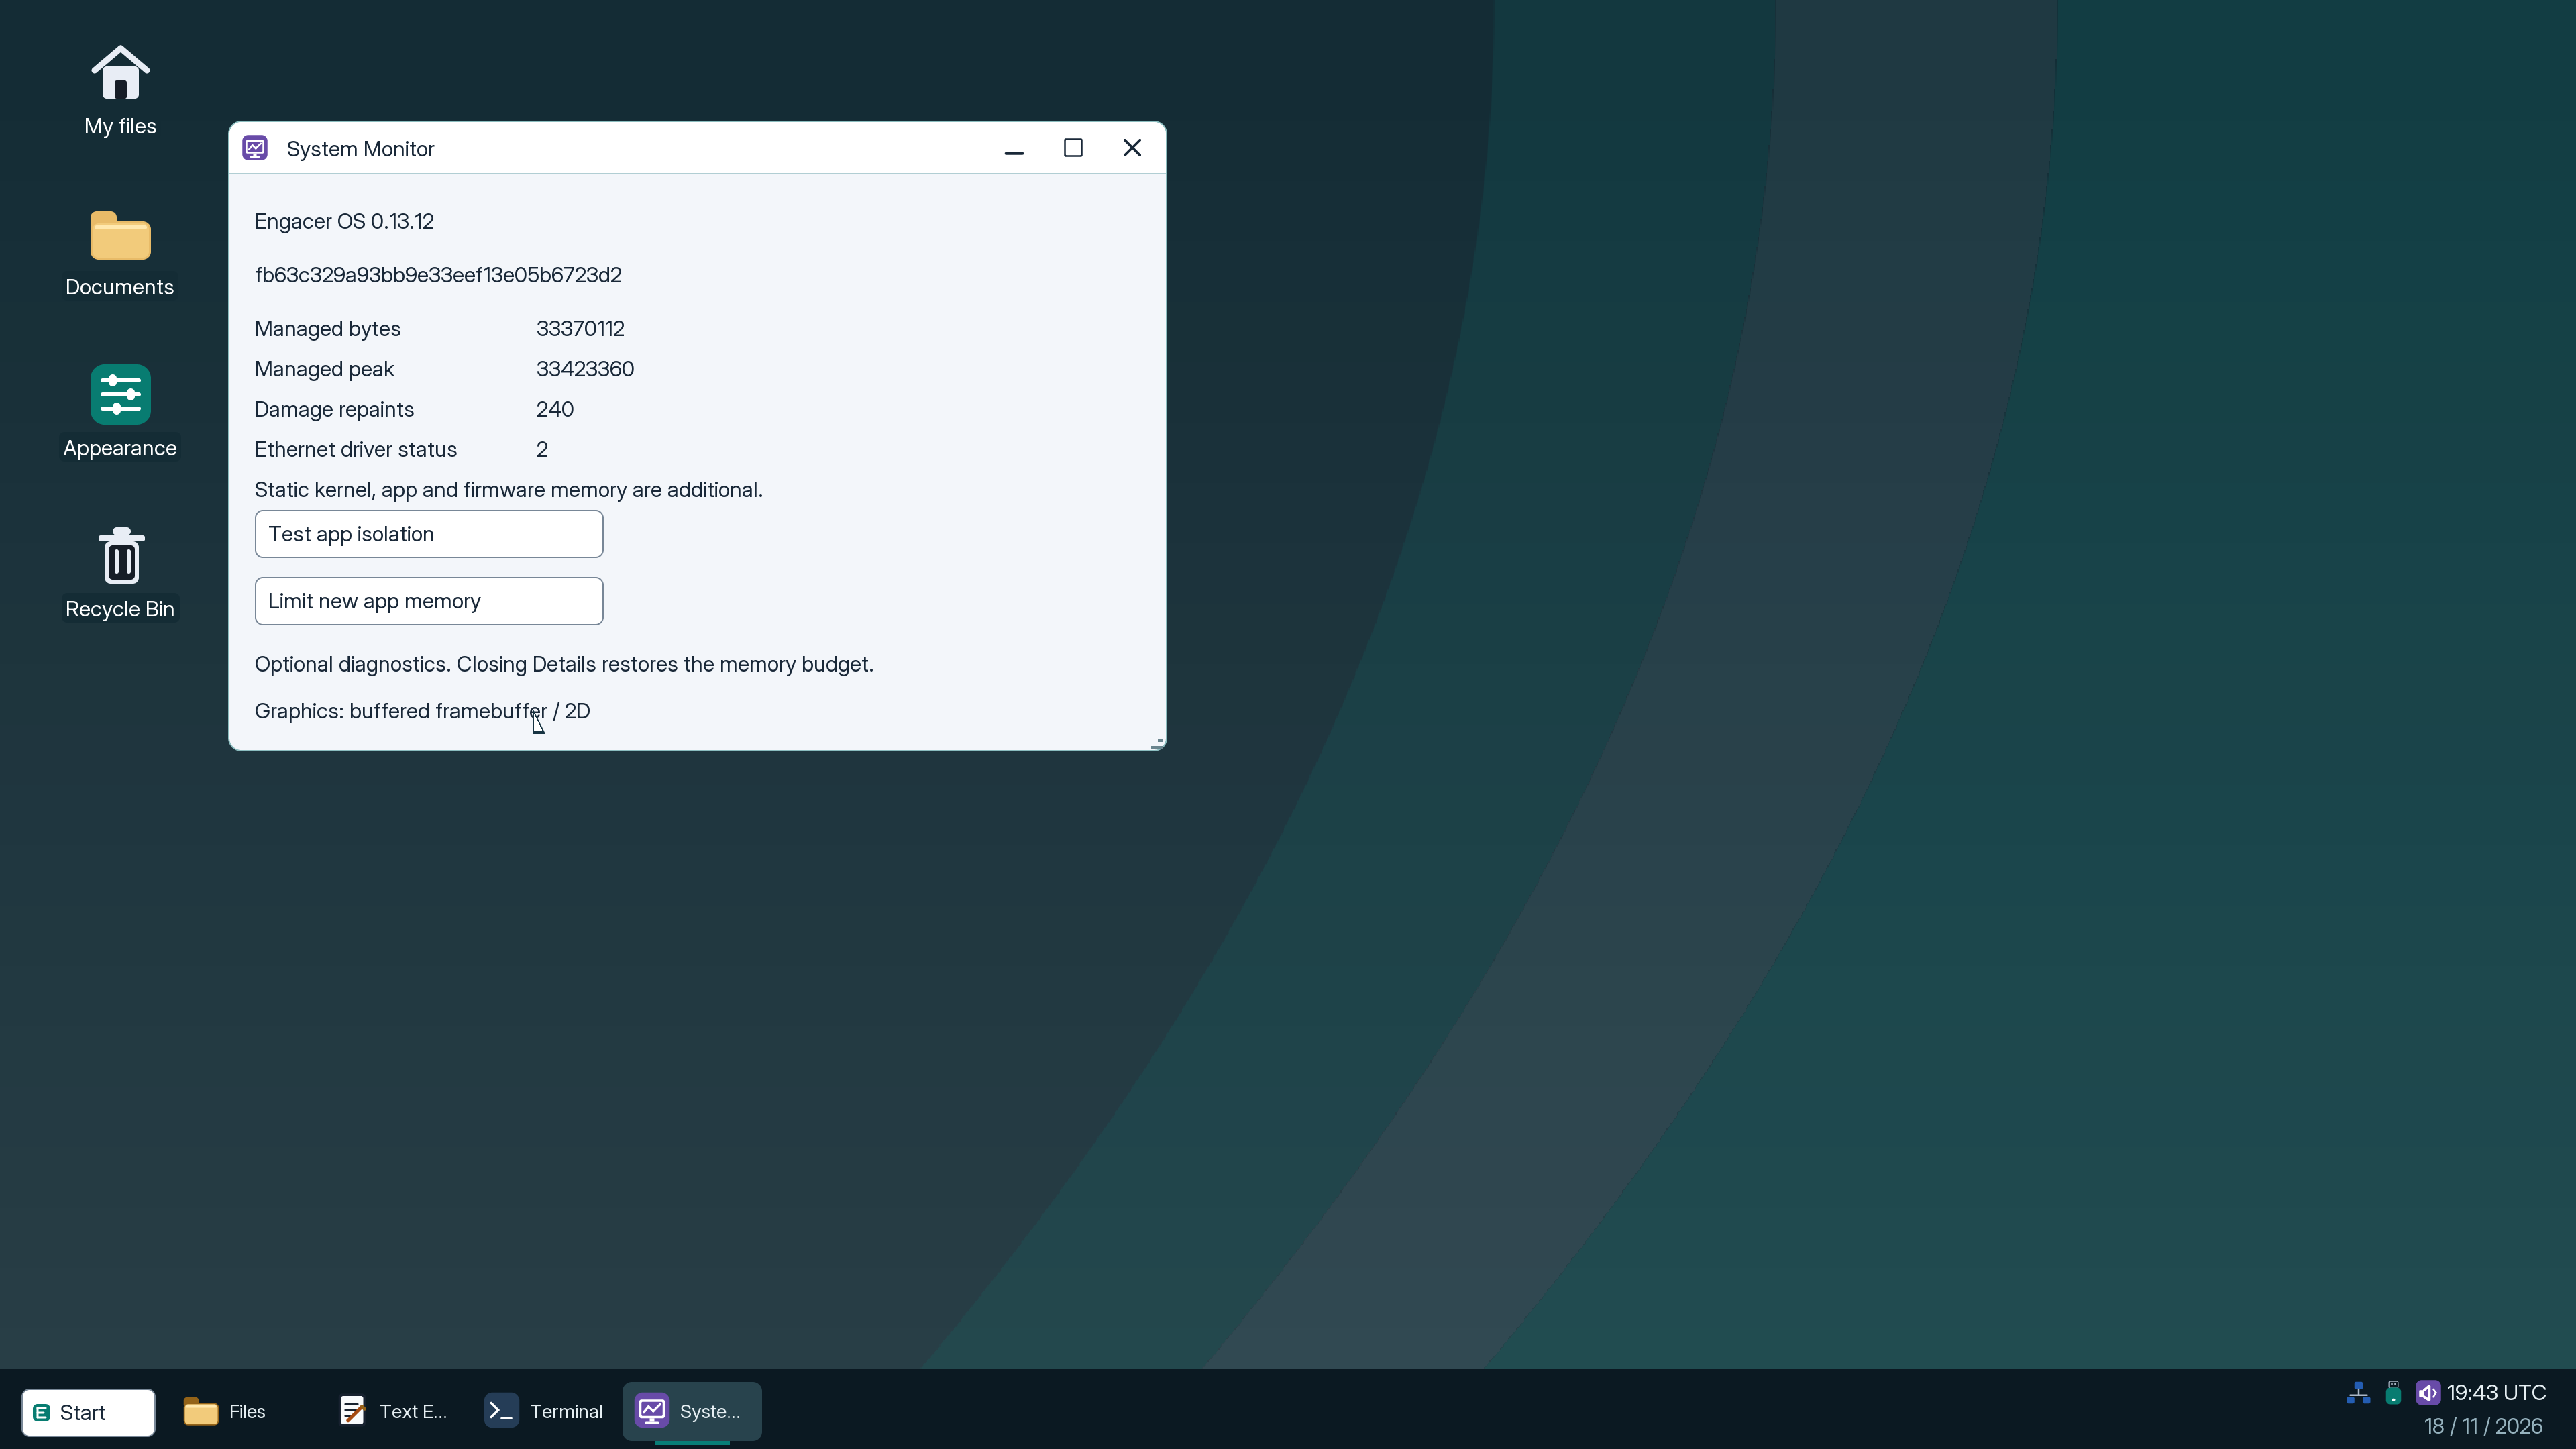 My files
Documents
Appearance
Recycle Bin
System Monitor
Engacer OS 0.13.12
fb63c329a93bb9e33eef13e05b6723d2
Managed bytes 33370112
Managed peak 33423360
Damage repaints 240
Ethernet driver status 2
Static kernel, app and firmware memory are additional.
Test app isolation
Limit new app memory
Optional diagnostics. Closing Details restores the memory budget.
Graphics: buffered framebuffer / 2D
Start
Files
Text E...
Terminal
Syste...
19:43 UTC
18 / 11 / 2026